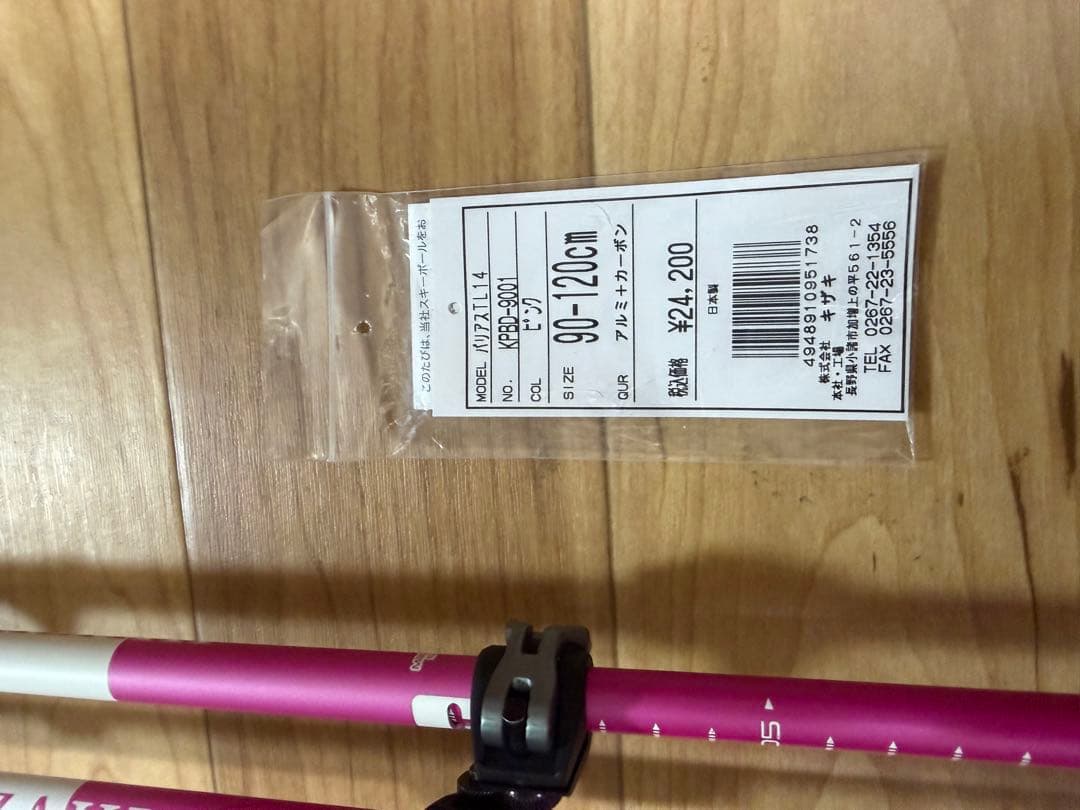 このたびは、当社スキーポールをお
MODEL バリアスTL14
NO. KPBD-9001
COL ピンク
SIZE 90-120cm
QUR アルミ＋カーボン
税込価格 ¥24,200
日本製
4948910951738
株式会社 キザキ
本社・工場
長野県小諸市加増上の平561-2
TEL 0267-22-1354
FAX 0267-23-5556